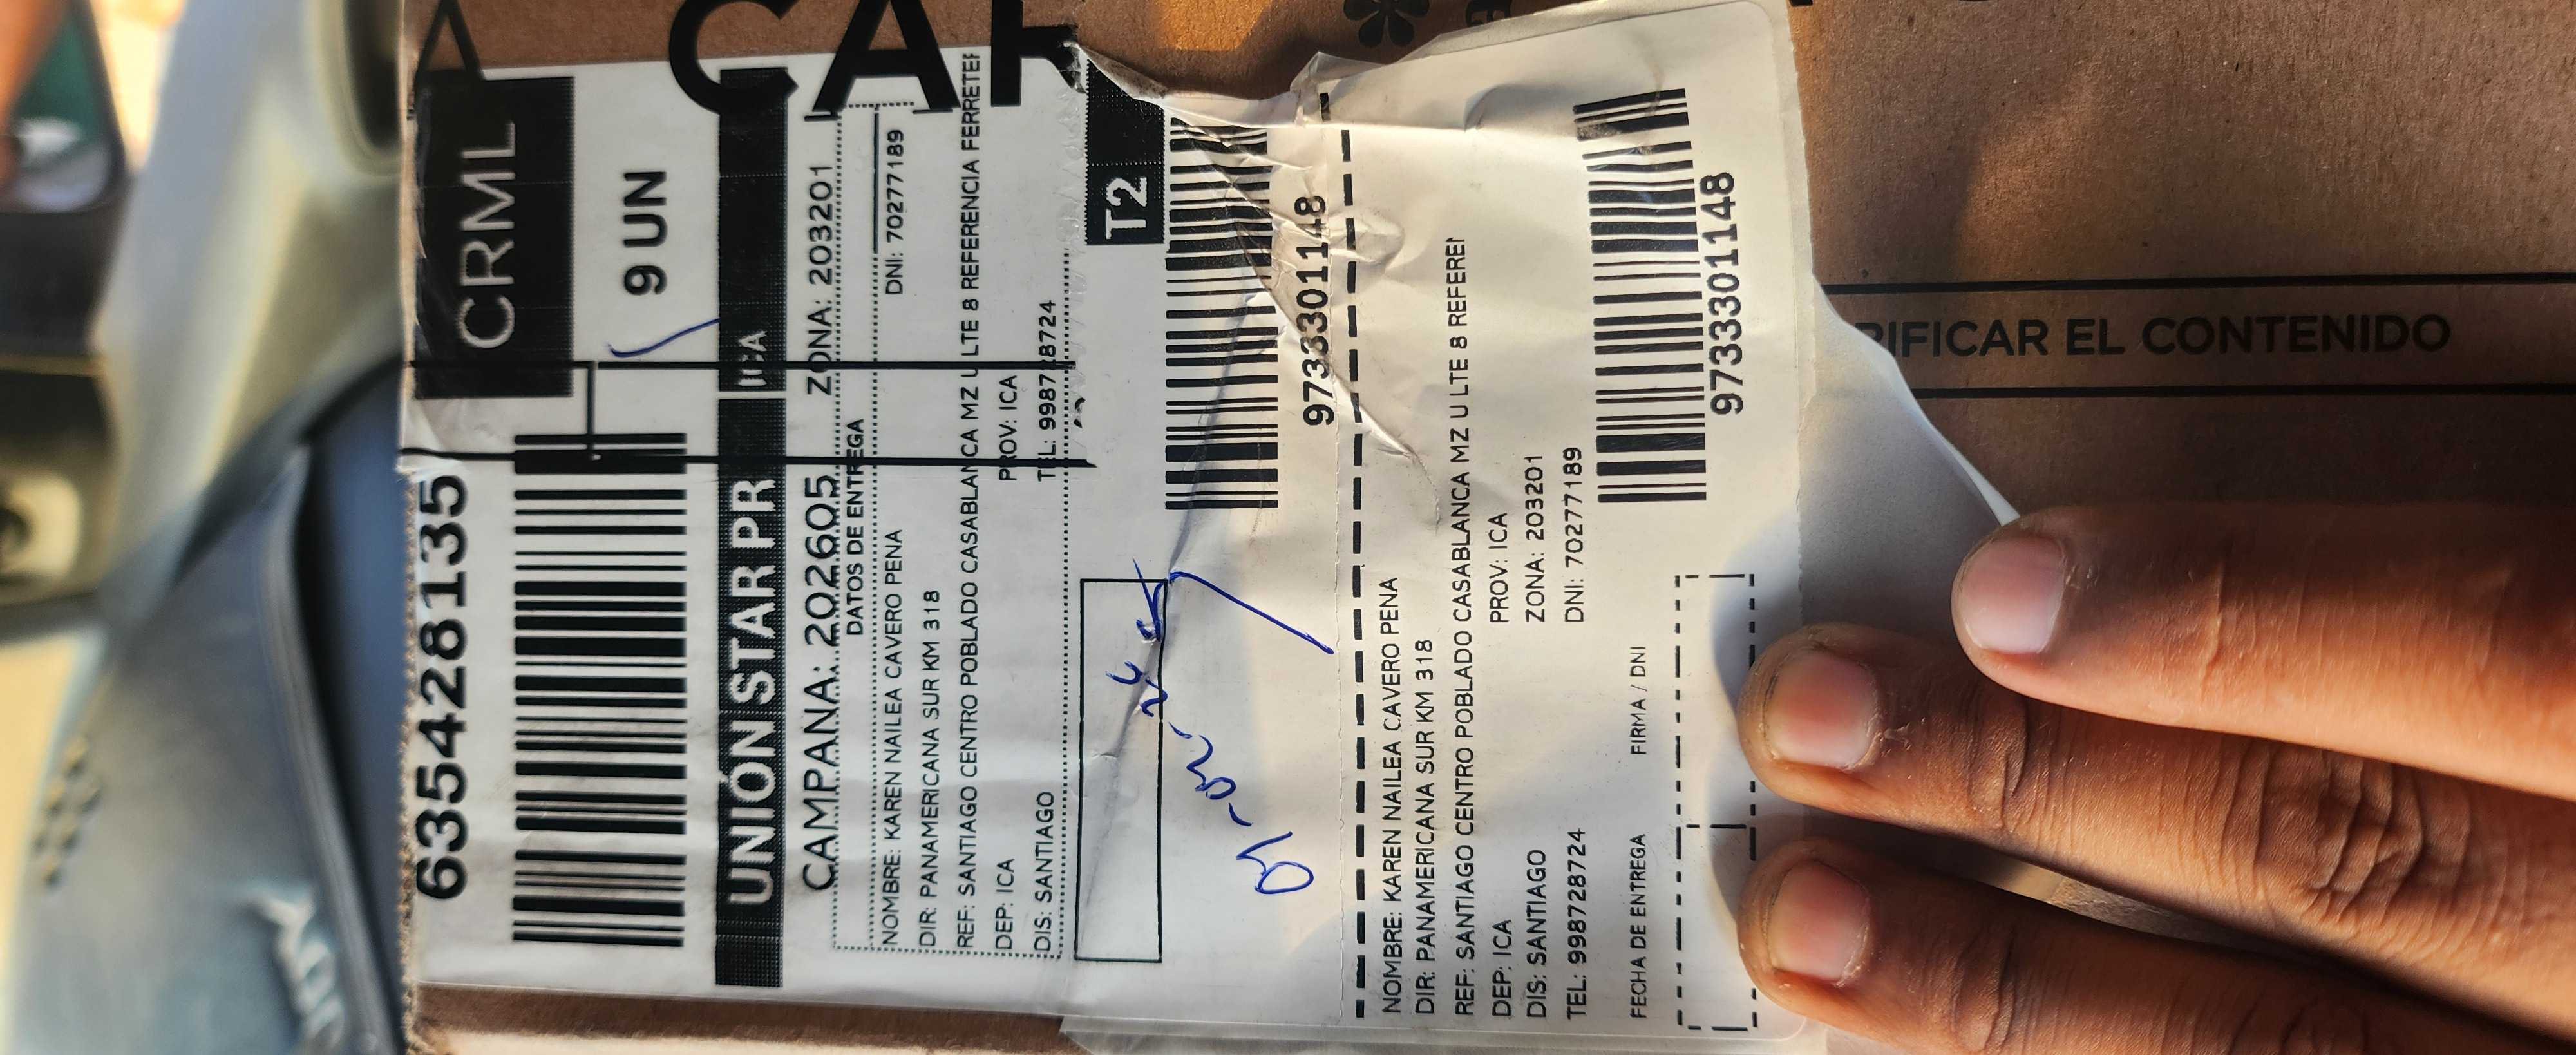 CAR
6354281135
CRML
9 UN
UNIÓN STAR PR ICA
CAMPANA: 202605 ZONA: 203201
DATOS DE ENTREGA
NOMBRE: KAREN NAILEA CAVERO PENA DNI: 70277189
DIR: PANAMERICANA SUR KM 318
REF: SANTIAGO CENTRO POBLADO CASABLANCA MZ U LTE 8 REFERENCIA FERRETER
DEP: ICA PROV: ICA
DIS: SANTIAGO TEL: 998728724
T2
9733301148
NOMBRE: KAREN NAILEA CAVERO PENA
DIR: PANAMERICANA SUR KM 318
REF: SANTIAGO CENTRO POBLADO CASABLANCA MZ U LTE 8 REFEREN
DEP: ICA PROV: ICA
DIS: SANTIAGO ZONA: 203201
TEL: 998728724 DNI: 70277189
FECHA DE ENTREGA FIRMA / DNI
9733301148
IFICAR EL CONTENIDO